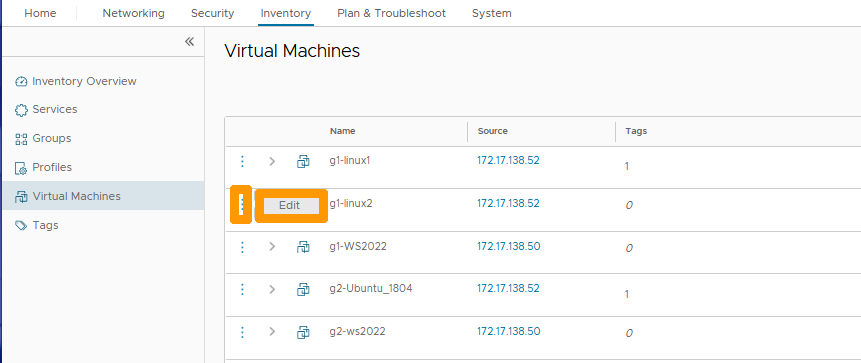 Home Networking Security Inventory Plan & Troubleshoot System
Virtual Machines
Inventory Overview
Services
Groups
Profiles
Virtual Machines
Tags
Name Source Tags
g1-linux1 172.17.138.52 1
Edit g1-linux2 172.17.138.52 0
g1-WS2022 172.17.138.50 0
g2-Ubuntu_1804 172.17.138.52 1
g2-ws2022 172.17.138.50 0